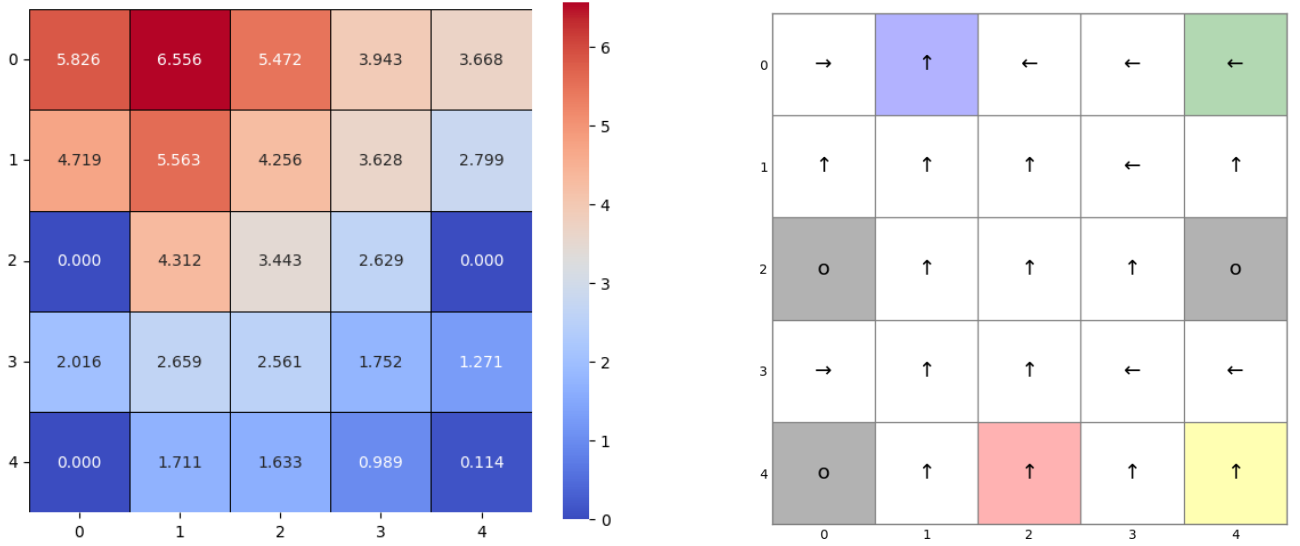 0 5.826 6.556 5.472 3.943 3.668
1 4.719 5.563 4.256 3.628 2.799
2 0.000 4.312 3.443 2.629 0.000
3 2.016 2.659 2.561 1.752 1.271
4 0.000 1.711 1.633 0.989 0.114
0 1 2 3 4
6
5
4
3
2
1
0
0 → ↑ ← ← ←
1 ↑ ↑ ↑ ← ↑
2 o ↑ ↑ ↑ o
3 → ↑ ↑ ← ←
4 o ↑ ↑ ↑ ↑
0 1 2 3 4